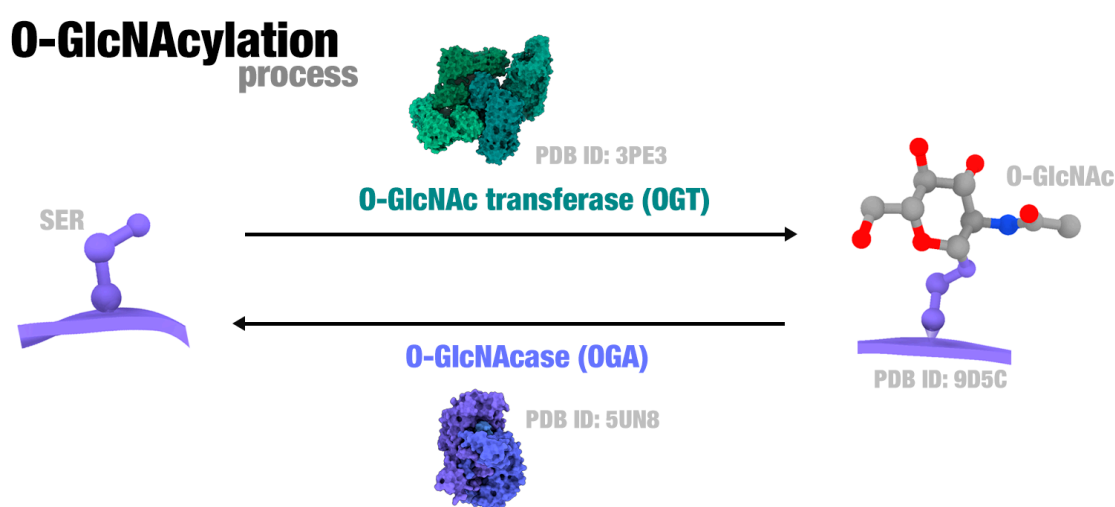 O-GlcNAcylation
process
PDB ID: 3PE3
O-GlcNAc
O-GlcNAc transferase (OGT)
SER
O-GlcNAcase (OGA)
PDB ID: 9D5C
PDB ID: 5UN8